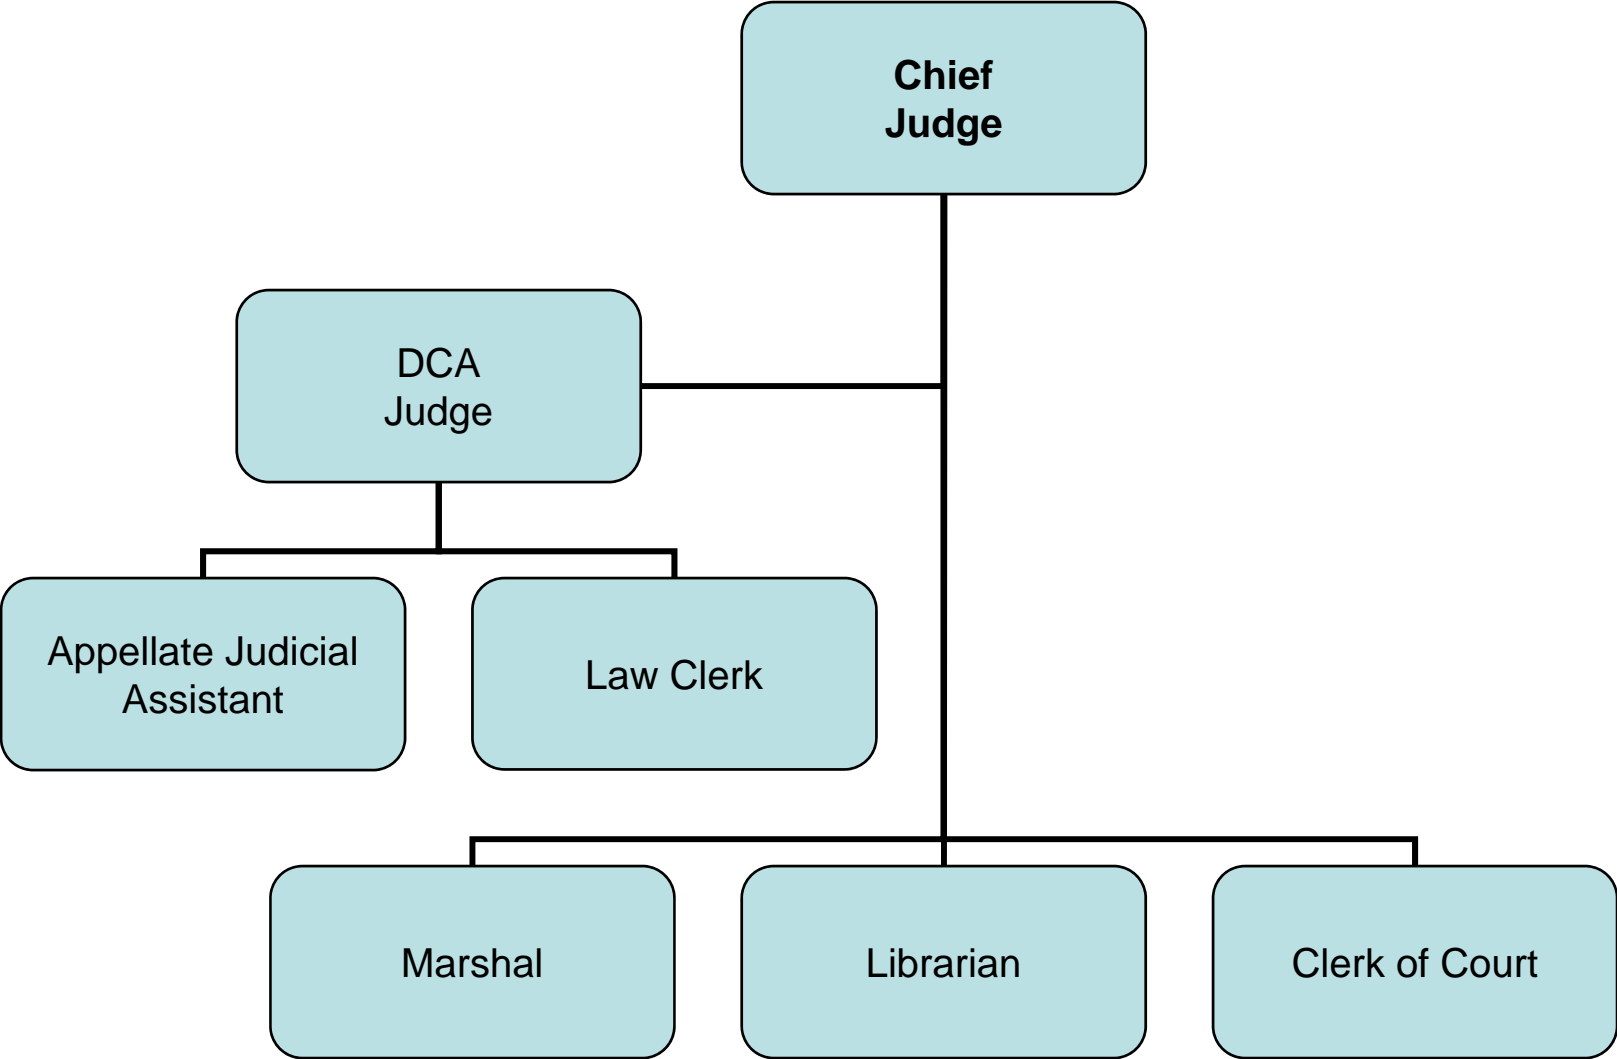 Chief
Judge
DCA
Judge
Appellate Judicial
Assistant
Law Clerk
Marshal
Librarian
Clerk of Court